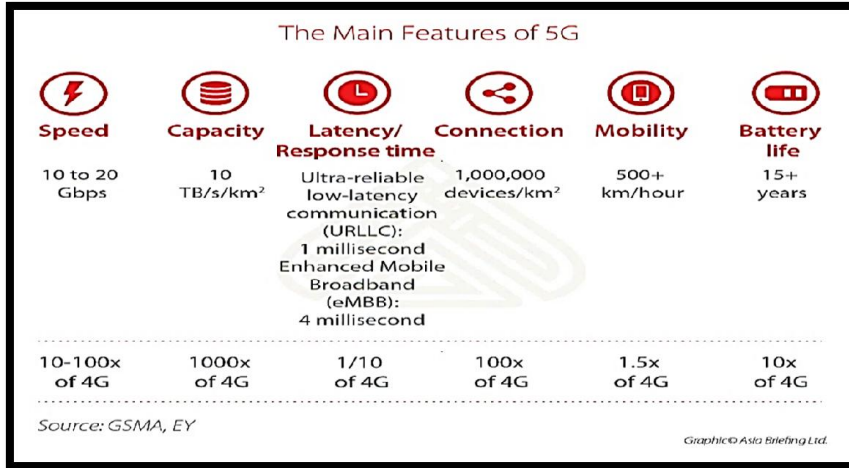 The Main Features of 5G
Speed
10 to 20
Gbps
10-100x
of 4G
Capacity
10
TB/s/km²
1000x
of 4G
Latency/
Response time
Ultra-reliable
low-latency
communication
(URLLC):
1 millisecond
Enhanced Mobile
Broadband
(eMBB):
4 millisecond
1/10
of 4G
Connection
1,000,000
devices/km²
100x
of 4G
Mobility
500+
km/hour
1.5x
of 4G
Battery
life
15+
years
10x
of 4G
Source: GSMA, EY
Graphic© Asia Briefing Ltd.